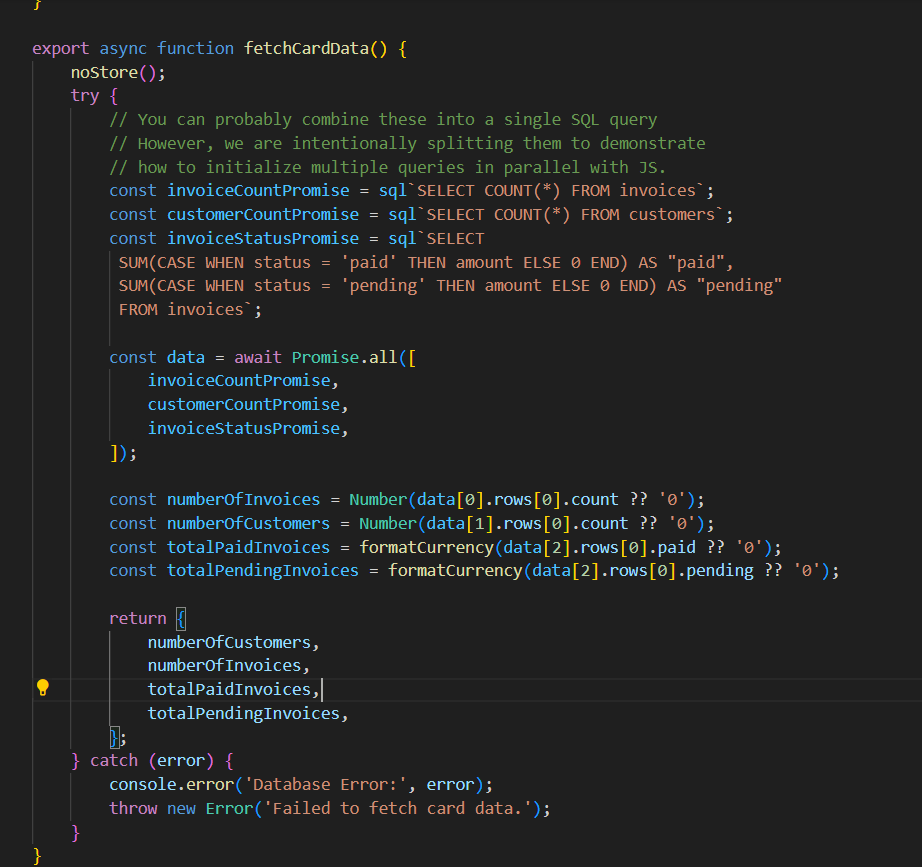 }
export async function fetchCardData() {
noStore();
try {
// You can probably combine these into a single SQL query
// However, we are intentionally splitting them to demonstrate
// how to initialize multiple queries in parallel with JS.
const invoiceCountPromise = sql`SELECT COUNT(*) FROM invoices`;
const customerCountPromise = sql`SELECT COUNT(*) FROM customers`;
const invoiceStatusPromise = sql`SELECT
SUM(CASE WHEN status = 'paid' THEN amount ELSE 0 END) AS "paid",
SUM(CASE WHEN status = 'pending' THEN amount ELSE 0 END) AS "pending"
FROM invoices`;
const data = await Promise.all([
invoiceCountPromise,
customerCountPromise,
invoiceStatusPromise,
]);
const numberOfInvoices = Number(data[0].rows[0].count ?? '0');
const numberOfCustomers = Number(data[1].rows[0].count ?? '0');
const totalPaidInvoices = formatCurrency(data[2].rows[0].paid ?? '0');
const totalPendingInvoices = formatCurrency(data[2].rows[0].pending ?? '0');
return {
numberOfCustomers,
numberOfInvoices,
totalPaidInvoices,
totalPendingInvoices,
};
} catch (error) {
console.error('Database Error:', error);
throw new Error('Failed to fetch card data.');
}
}